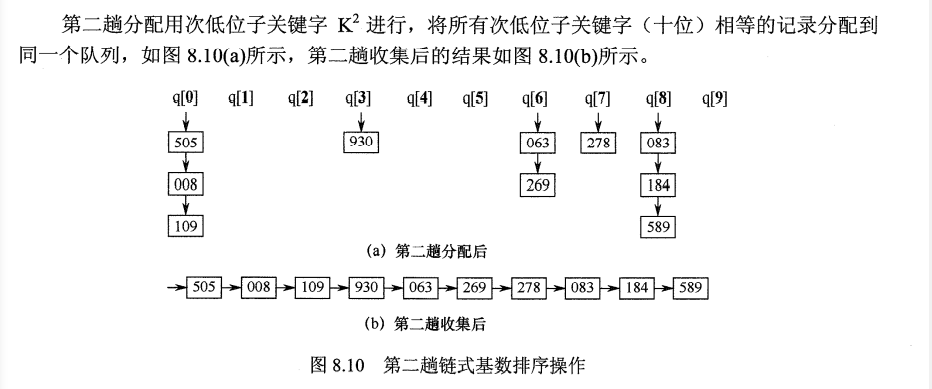 第二趟分配用次低位子关键字 K² 进行，将所有次低位子关键字（十位）相等的记录分配到
同一个队列，如图 8.10(a)所示，第二趟收集后的结果如图 8.10(b)所示。
q[0] q[1] q[2] q[3] q[4] q[5] q[6] q[7] q[8] q[9]
505 930 063 278 083
008 269 184
109 589
(a) 第二趟分配后
505 008 109 930 063 269 278 083 184 589
(b) 第二趟收集后
图 8.10 第二趟链式基数排序操作